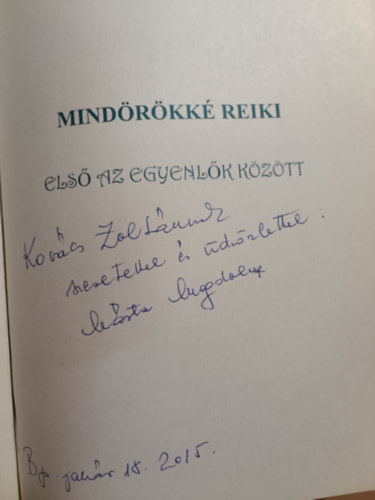 MINDÖRÖKKÉ REIKI
ELSŐ AZ EGYENLŐK KÖZÖTT
Kovács Zoltánnak
szeretettel és üdvözlettel:
Bp. január 18. 2015.